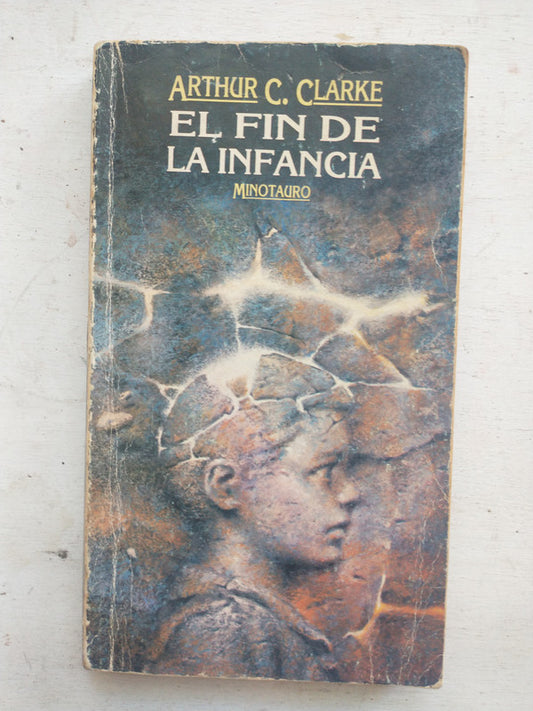 ARTHUR C. CLARKE
EL FIN DE
LA INFANCIA
MINOTAURO